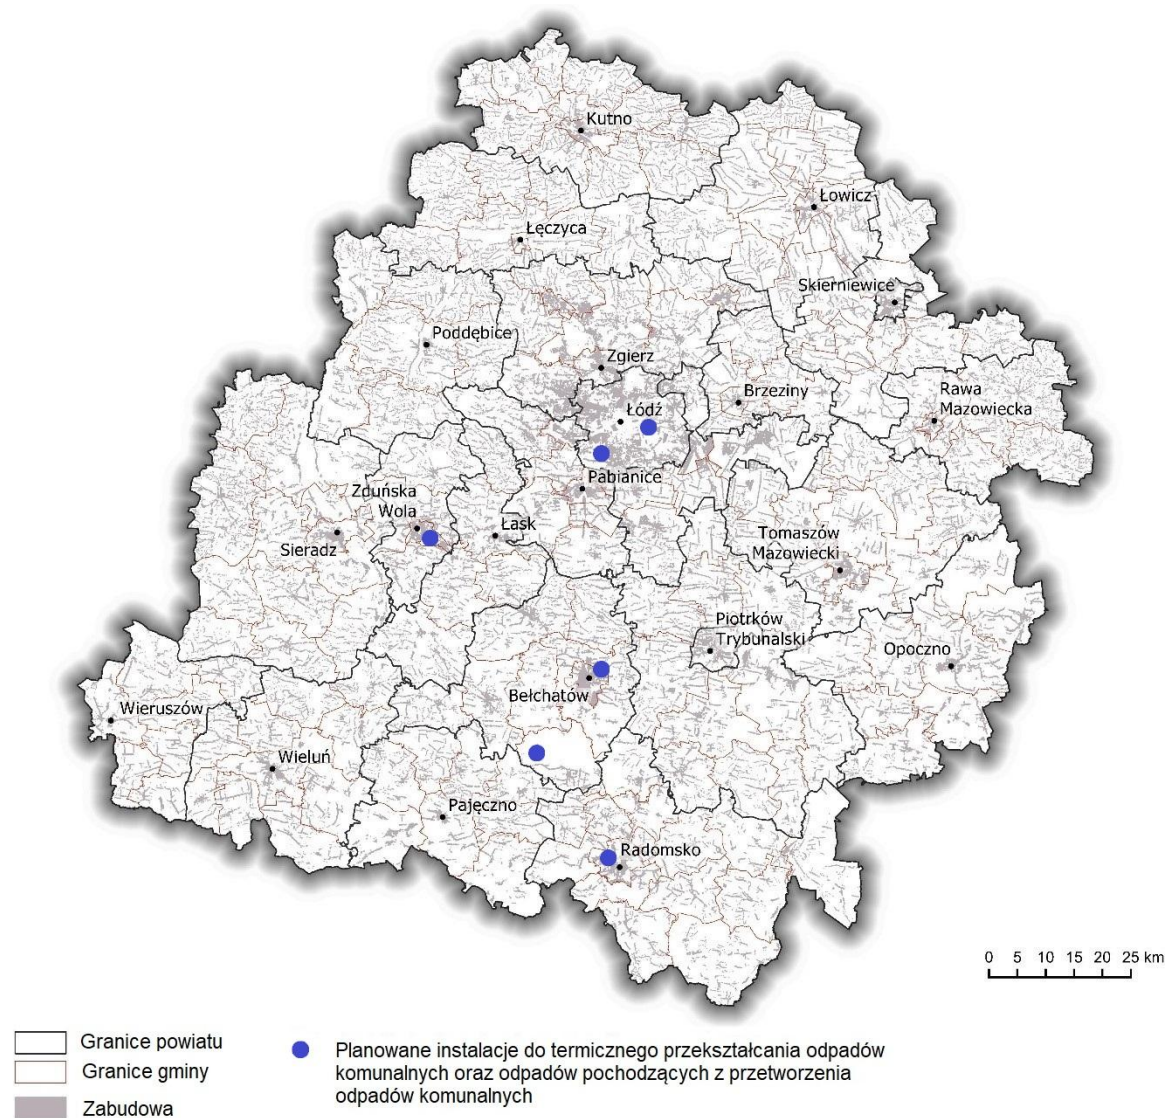 Kutno
Łowicz
Łęczyca
Skierniewice
Poddębice
Zgierz
Brzeziny
Rawa
Mazowiecka
Łódź
Pabianice
Zduńska
Wola
Łask
Sieradz
Tomaszów
Mazowiecki
Piotrków
Trybunalski
Opoczno
Bełchatów
Wieruszów
Wieluń
Pajęczno
Radomsko
0 5 10 15 20 25 km
Granice powiatu
Granice gminy
Zabudowa
Planowane instalacje do termicznego przekształcania odpadów
komunalnych oraz odpadów pochodzących z przetworzenia
odpadów komunalnych